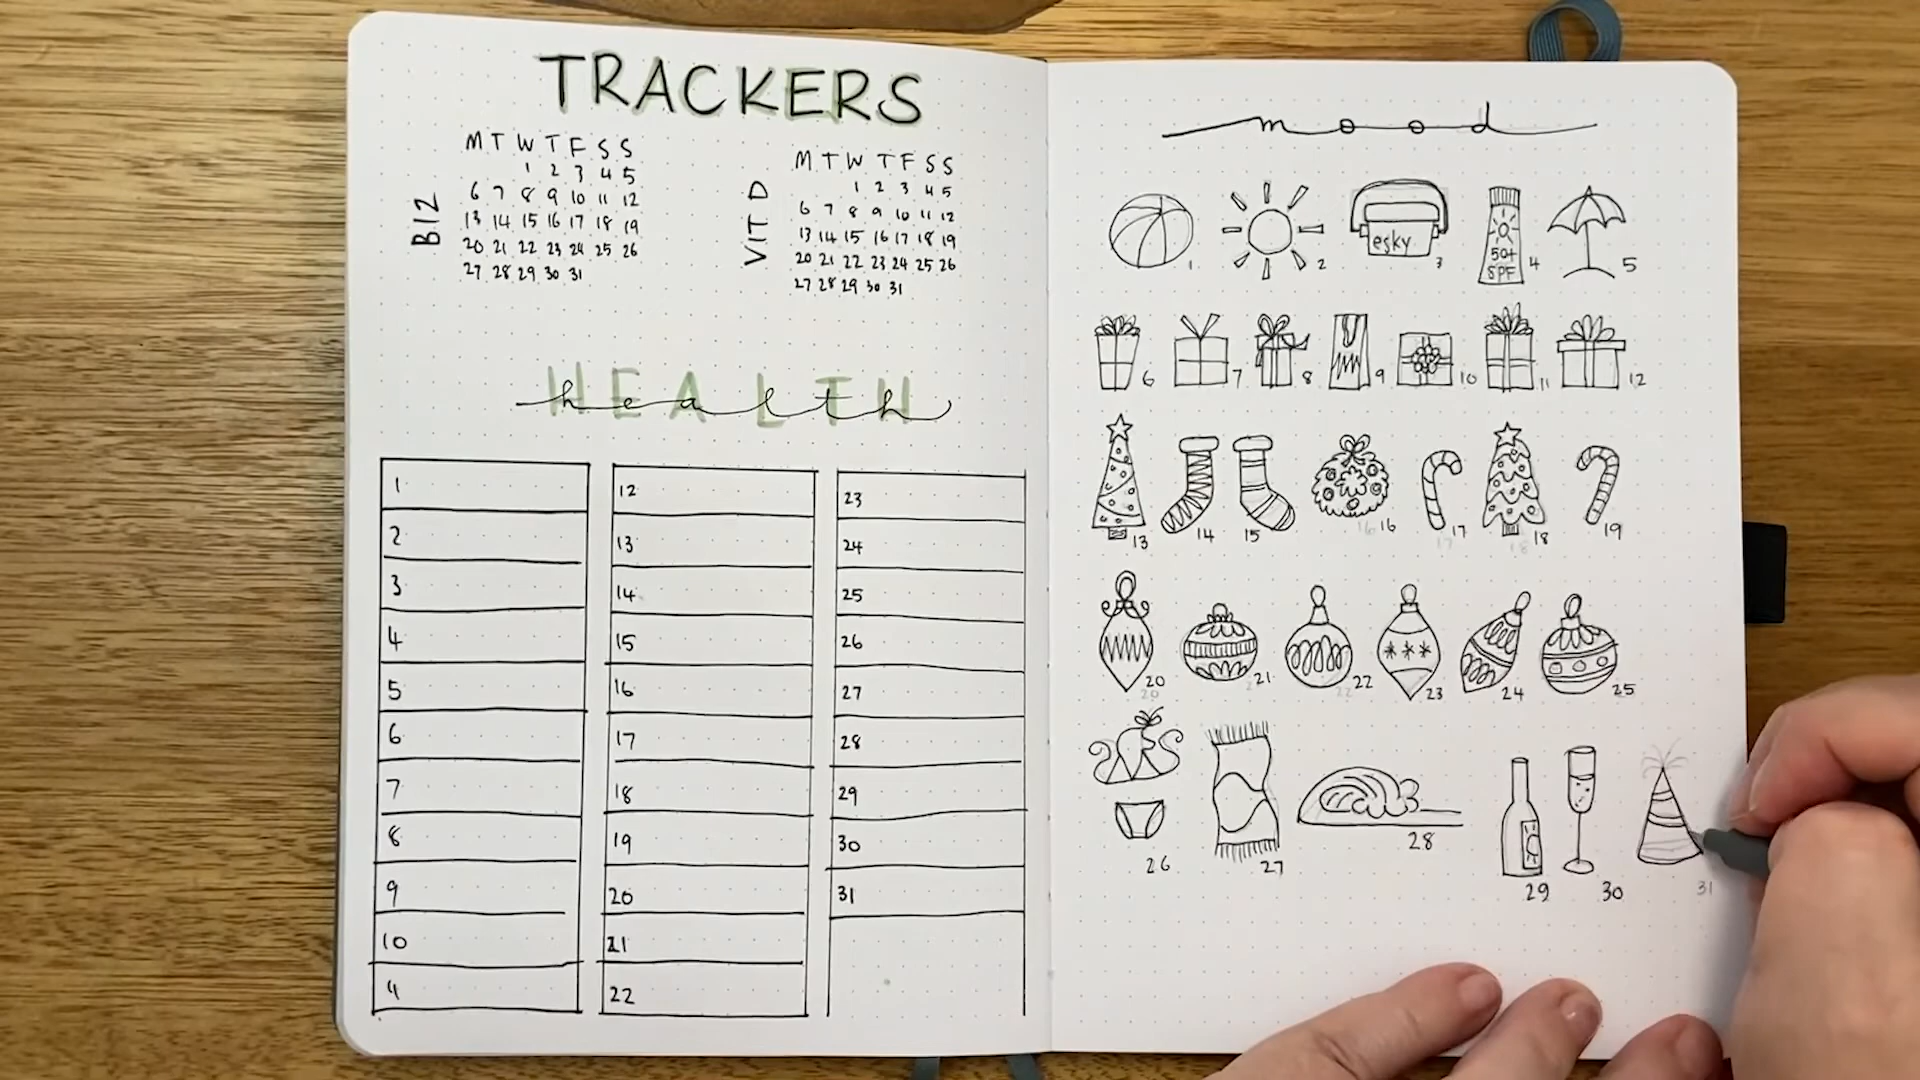 TRACKERS
M T W T F S S
1 2 3 4 5
6 7 8 9 10 11 12
13 14 15 16 17 18 19
20 21 22 23 24 25 26
27 28 29 30 31
B12
M T W T F S S
1 2 3 4 5
6 7 8 9 10 11 12
13 14 15 16 17 18 19
20 21 22 23 24 25 26
27 28 29 30 31
VIT D
HEALTH
health
1
2
3
4
5
6
7
8
9
10
11
12
13
14
15
16
17
18
19
20
21
22
23
24
25
26
27
28
29
30
31
mood
esky
50+
SPF
1 2 3 4 5
6 7 8 9 10 11 12
13 14 15 16 16 17 17 18 18 19
20 20 21 22 22 23 24 25
26 27 28 29 30 31